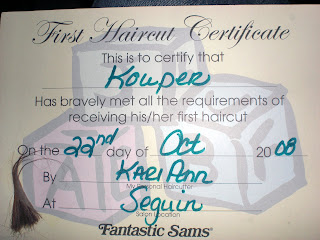 First Haircut Certificate
This is to certify that
Kouper
Has bravely met all the requirements of
receiving his/her first haircut
On the 22nd day of Oct 2008
By Kari Penn
My Personal Haircutter
At Seguin
Salon Location
Fantastic Sams®